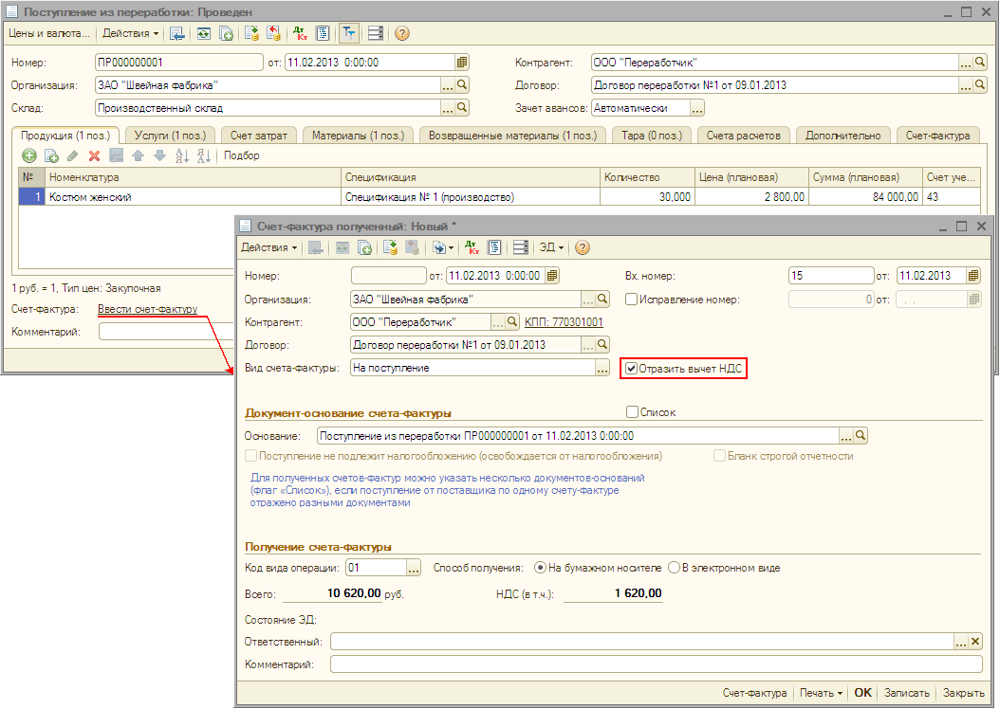 Поступление из переработки: Проведен
Цены и валюта... Действия
Номер: ПР000000001 от: 11.02.2013 0:00:00 Контрагент: ООО "Переработчик"
Организация: ЗАО "Швейная фабрика" Договор: Договор переработки №1 от 09.01.2013
Склад: Производственный склад Зачет авансов: Автоматически
Продукция (1 поз.) Услуги (1 поз.) Счет затрат Материалы (1 поз.) Возвращенные материалы (1 поз.) Тара (0 поз.) Счета расчетов Дополнительно Счет-фактура
Подбор
№ Номенклатура Спецификация Количество Цена (плановая) Сумма (плановая) Счет уче...
1 Костюм женский Спецификация № 1 (производство) 30,000 2 800,00 84 000,00 43
1 руб. = 1, Тип цен: Закупочная
Счет-фактура: Ввести счет-фактуру
Комментарий:
Счет-фактура полученный: Новый *
Действия ЭД
Номер: от: 11.02.2013 0:00:00 Вх. номер: 15 от: 11.02.2013
Организация: ЗАО "Швейная фабрика" Исправление номер: 0 от: . .
Контрагент: ООО "Переработчик" КПП: 770301001
Договор: Договор переработки №1 от 09.01.2013
Вид счета-фактуры: На поступление Отразить вычет НДС
Документ-основание счета-фактуры Список
Основание: Поступление из переработки ПР000000001 от 11.02.2013 0:00:00
Поступление не подлежит налогообложению (освобождается от налогообложения) Бланк строгой отчетности
Для полученных счетов-фактур можно указать несколько документов-оснований
(флаг «Список»), если поступление от поставщика по одному счету-фактуре
отражено разными документами
Получение счета-фактуры
Код вида операции: 01 Способ получения: На бумажном носителе В электронном виде
Всего: 10 620,00 руб. НДС (в т.ч.): 1 620,00
Состояние ЭД:
Ответственный:
Комментарий:
Счет-фактура Печать OK Записать Закрыть